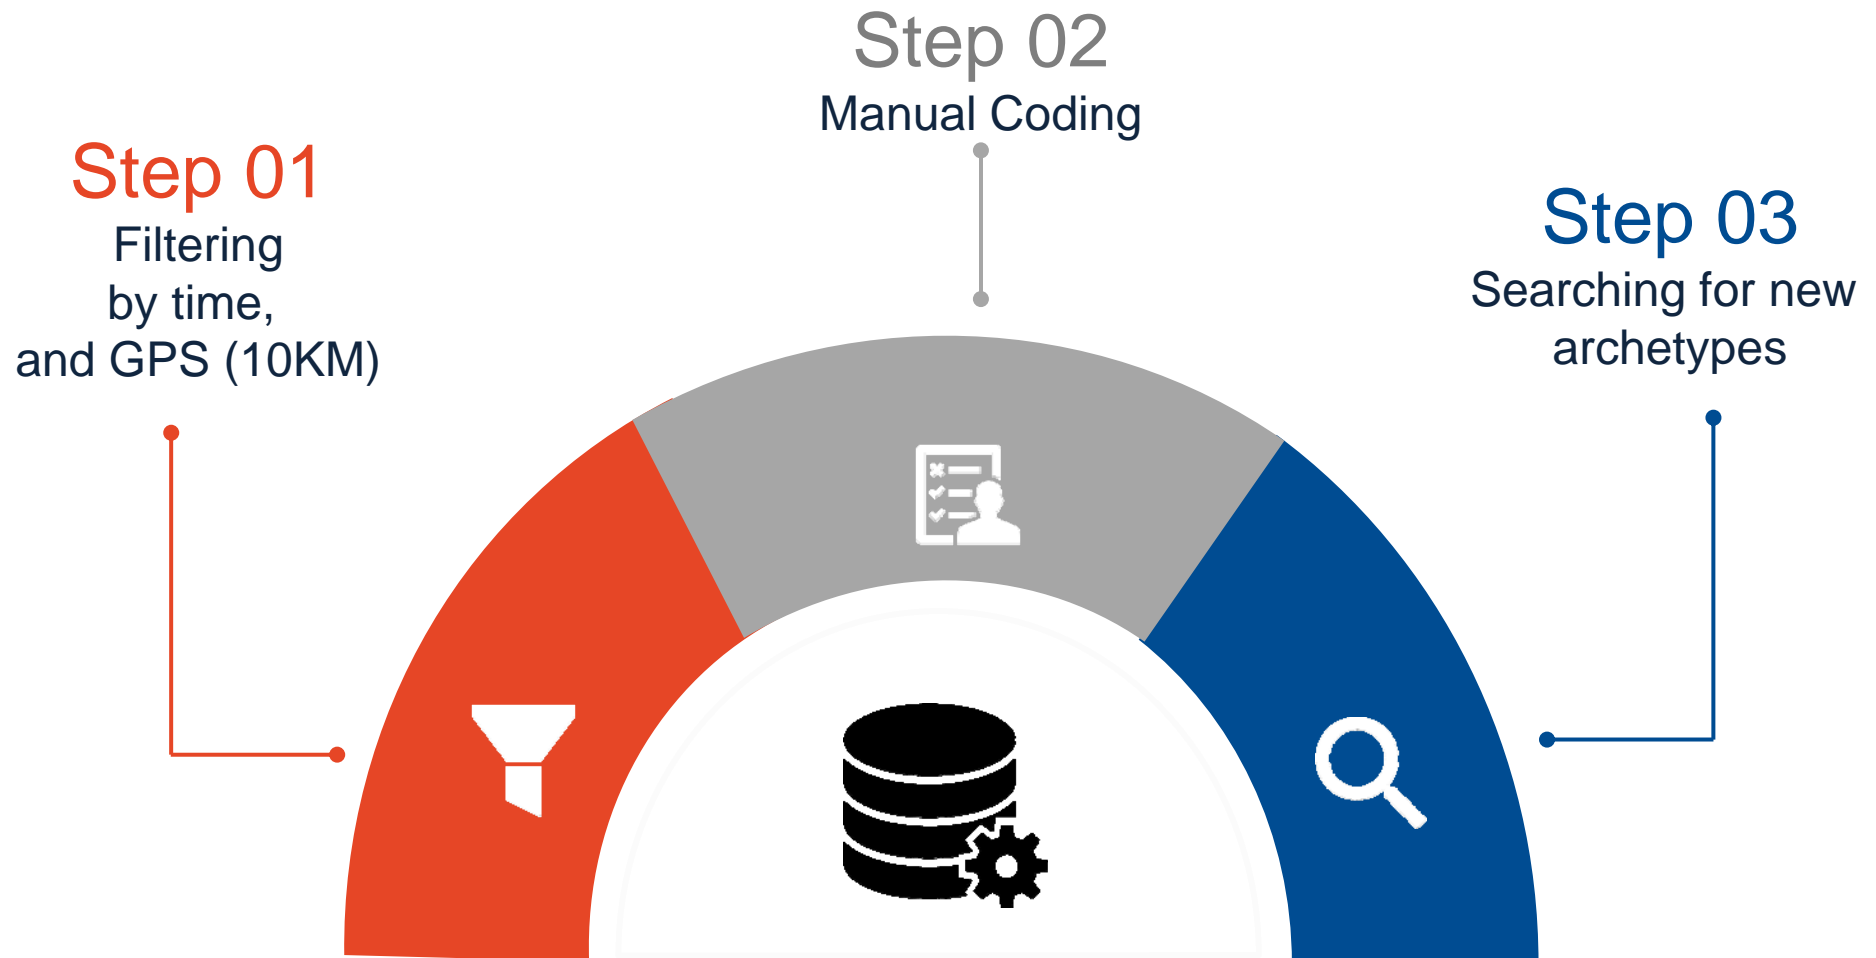 Step 01
Filtering
by time,
and GPS (10KM)
Step 02
Manual Coding
Step 03
Searching for new
archetypes